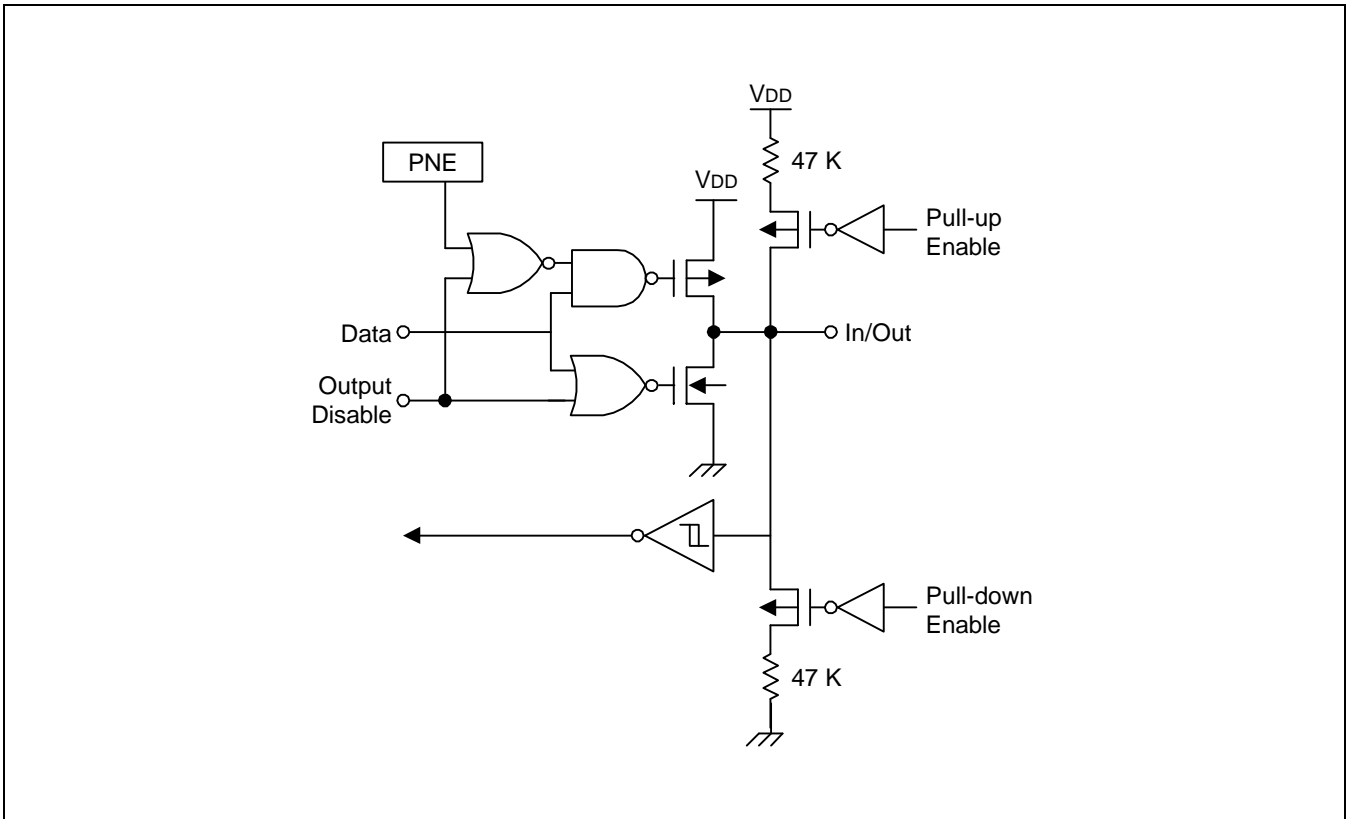 VDD
47 K
PNE
VDD
Pull-up
Enable
Data
In/Out
Output
Disable
Pull-down
Enable
47 K